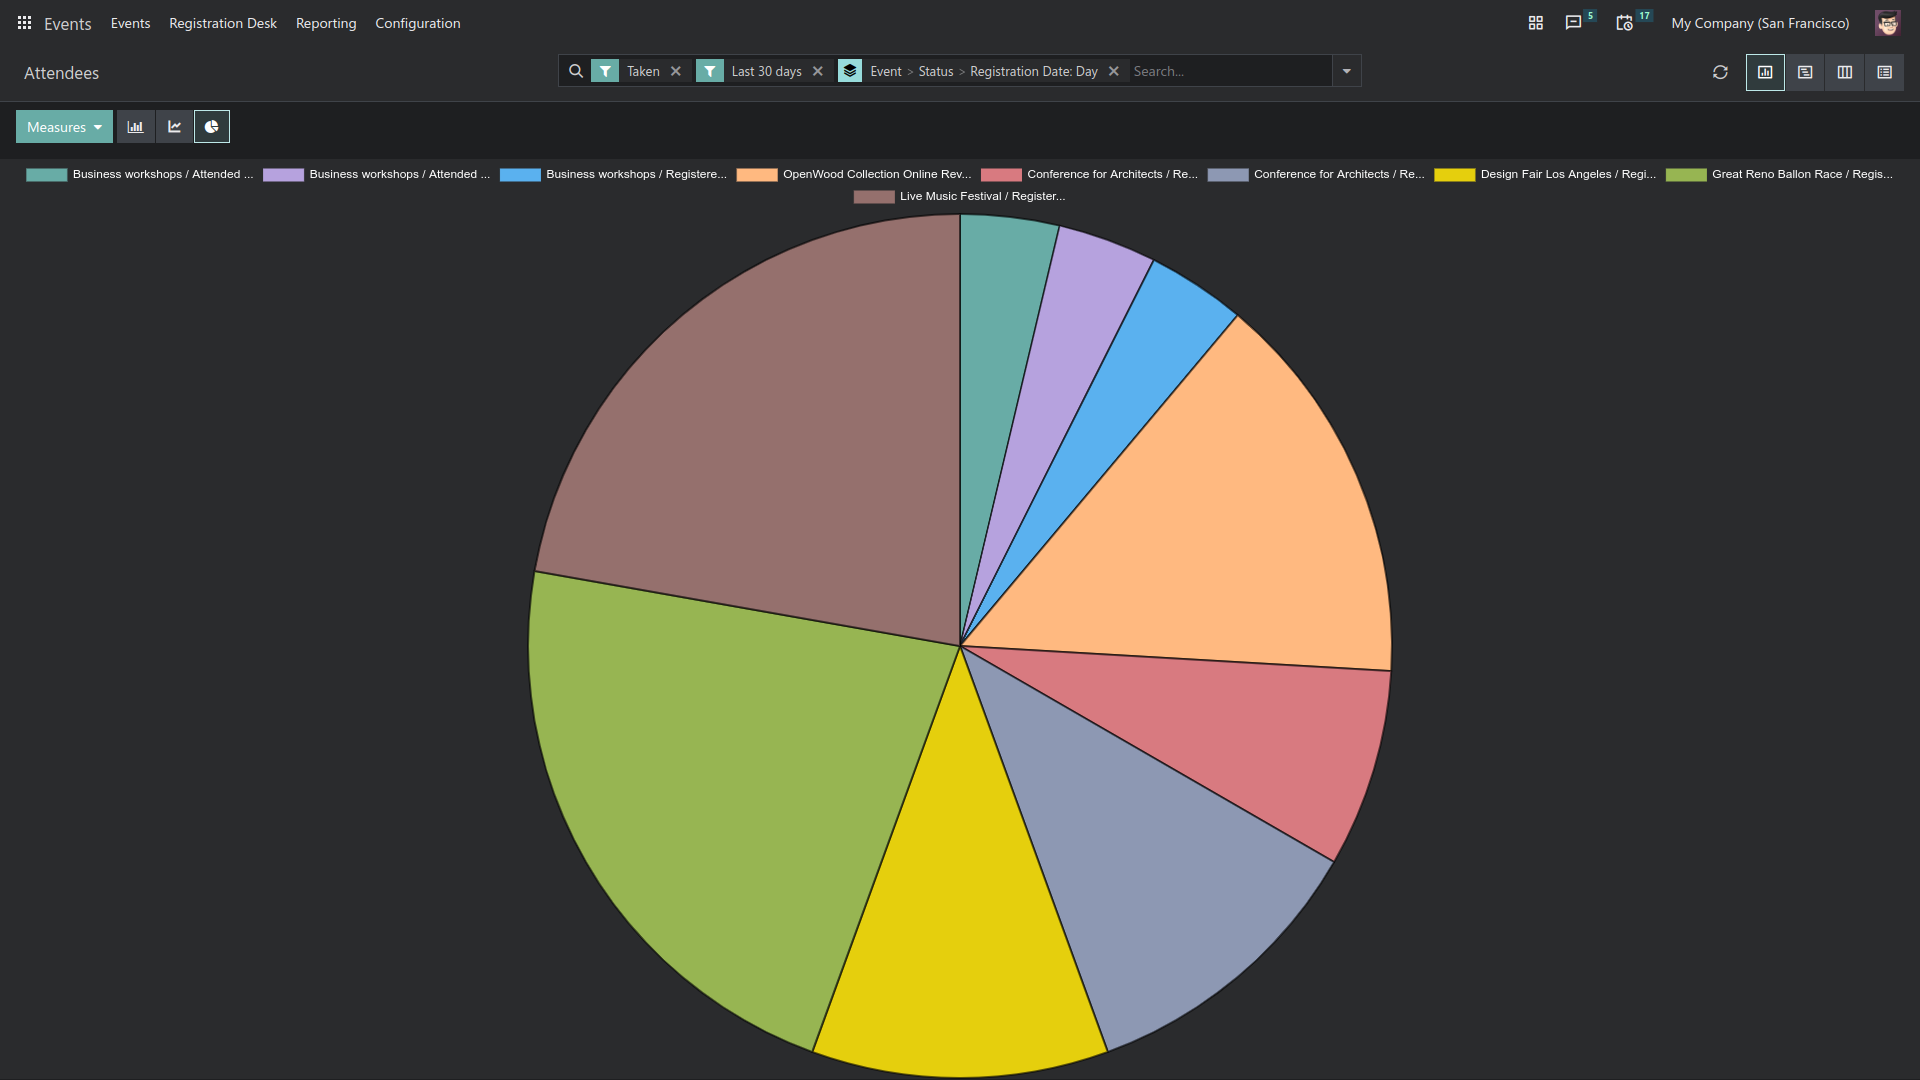 Events Events Registration Desk Reporting Configuration 5 17 My Company (San Francisco)
Attendees Taken Last 30 days Event > Status > Registration Date: Day Search...
Measures
Business workshops / Attended ... Business workshops / Attended ... Business workshops / Registere... OpenWood Collection Online Rev... Conference for Architects / Re... Conference for Architects / Re... Design Fair Los Angeles / Regi... Great Reno Ballon Race / Regis...
Live Music Festival / Register...